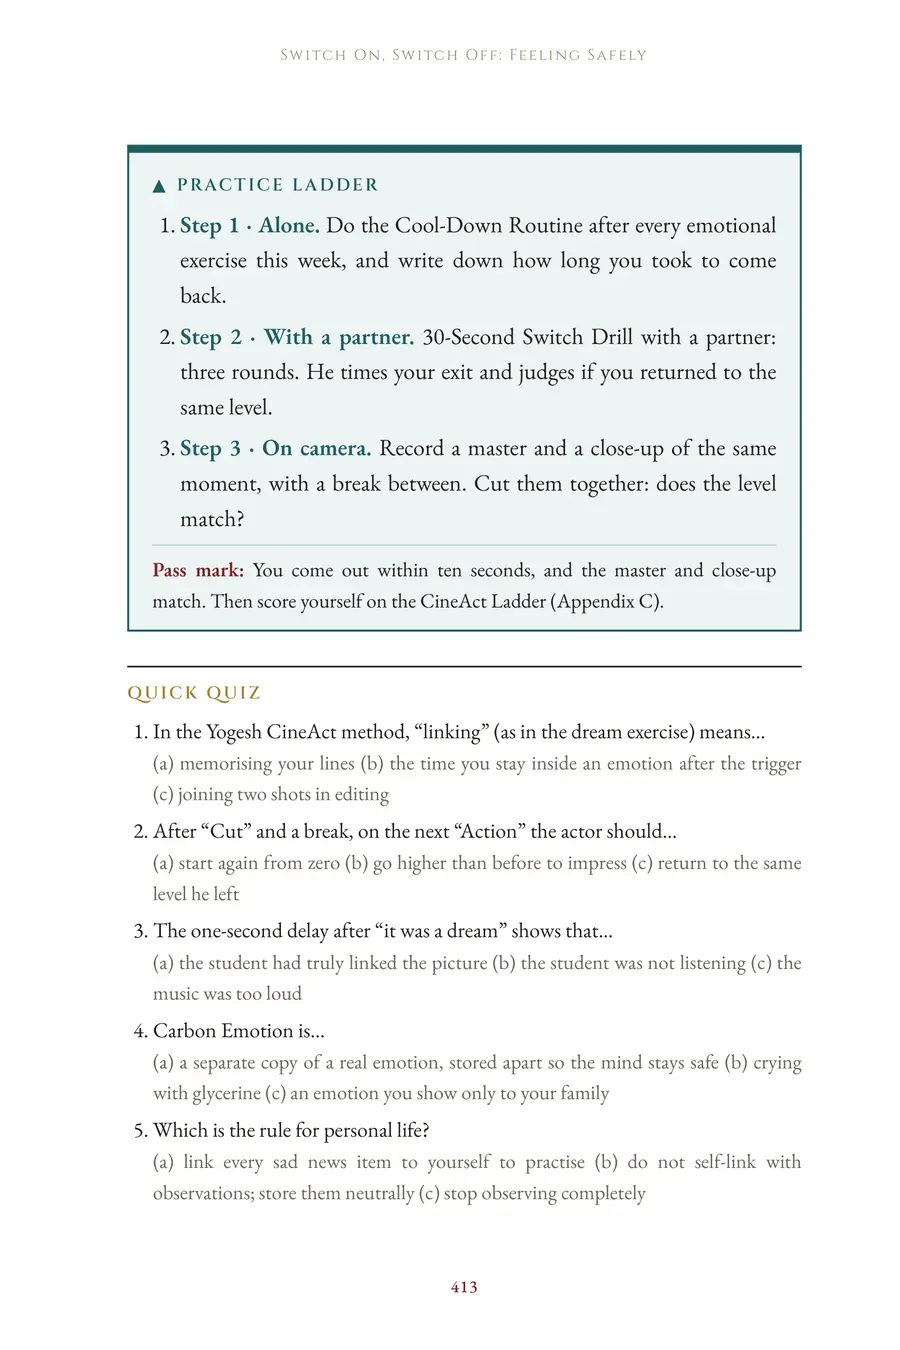 Switch On, Switch Off: Feeling Safely
▲ PRACTICE LADDER
1. Step 1 · Alone. Do the Cool-Down Routine after every emotional
exercise this week, and write down how long you took to come
back.
2. Step 2 · With a partner. 30-Second Switch Drill with a partner:
three rounds. He times your exit and judges if you returned to the
same level.
3. Step 3 · On camera. Record a master and a close-up of the same
moment, with a break between. Cut them together: does the level
match?
Pass mark: You come out within ten seconds, and the master and close-up
match. Then score yourself on the CineAct Ladder (Appendix C).
QUICK QUIZ
1. In the Yogesh CineAct method, “linking” (as in the dream exercise) means…
(a) memorising your lines (b) the time you stay inside an emotion after the trigger
(c) joining two shots in editing
2. After “Cut” and a break, on the next “Action” the actor should…
(a) start again from zero (b) go higher than before to impress (c) return to the same
level he left
3. The one-second delay after “it was a dream” shows that…
(a) the student had truly linked the picture (b) the student was not listening (c) the
music was too loud
4. Carbon Emotion is…
(a) a separate copy of a real emotion, stored apart so the mind stays safe (b) crying
with glycerine (c) an emotion you show only to your family
5. Which is the rule for personal life?
(a) link every sad news item to yourself to practise (b) do not self-link with
observations; store them neutrally (c) stop observing completely
413